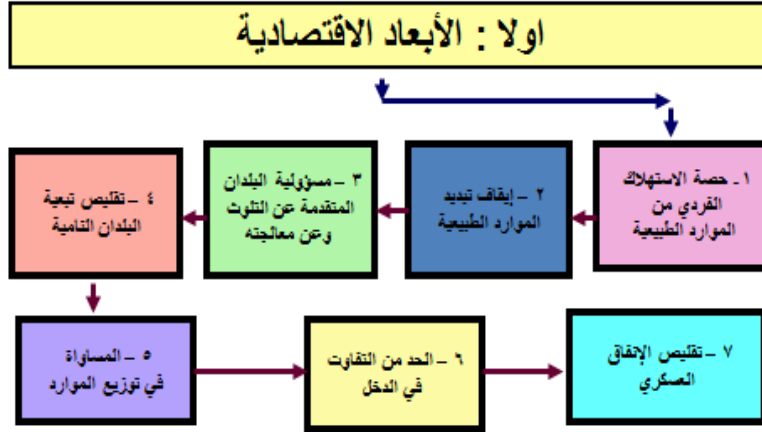 اولا : الأبعاد الاقتصادية
١ـ حصة الاستهلاك
الفردي من
الموارد الطبيعية
٢ – إيقاف تبديد
الموارد الطبيعية
٣ – مسؤولية البلدان
المتقدمة عن التلوث
وعن معالجته
٤ – تقليص تبعية
البلدان النامية
٥ – المساواة
في توزيع الموارد
٦ – الحد من التفاوت
في الدخل
٧ – تقليص الإنفاق
العسكري